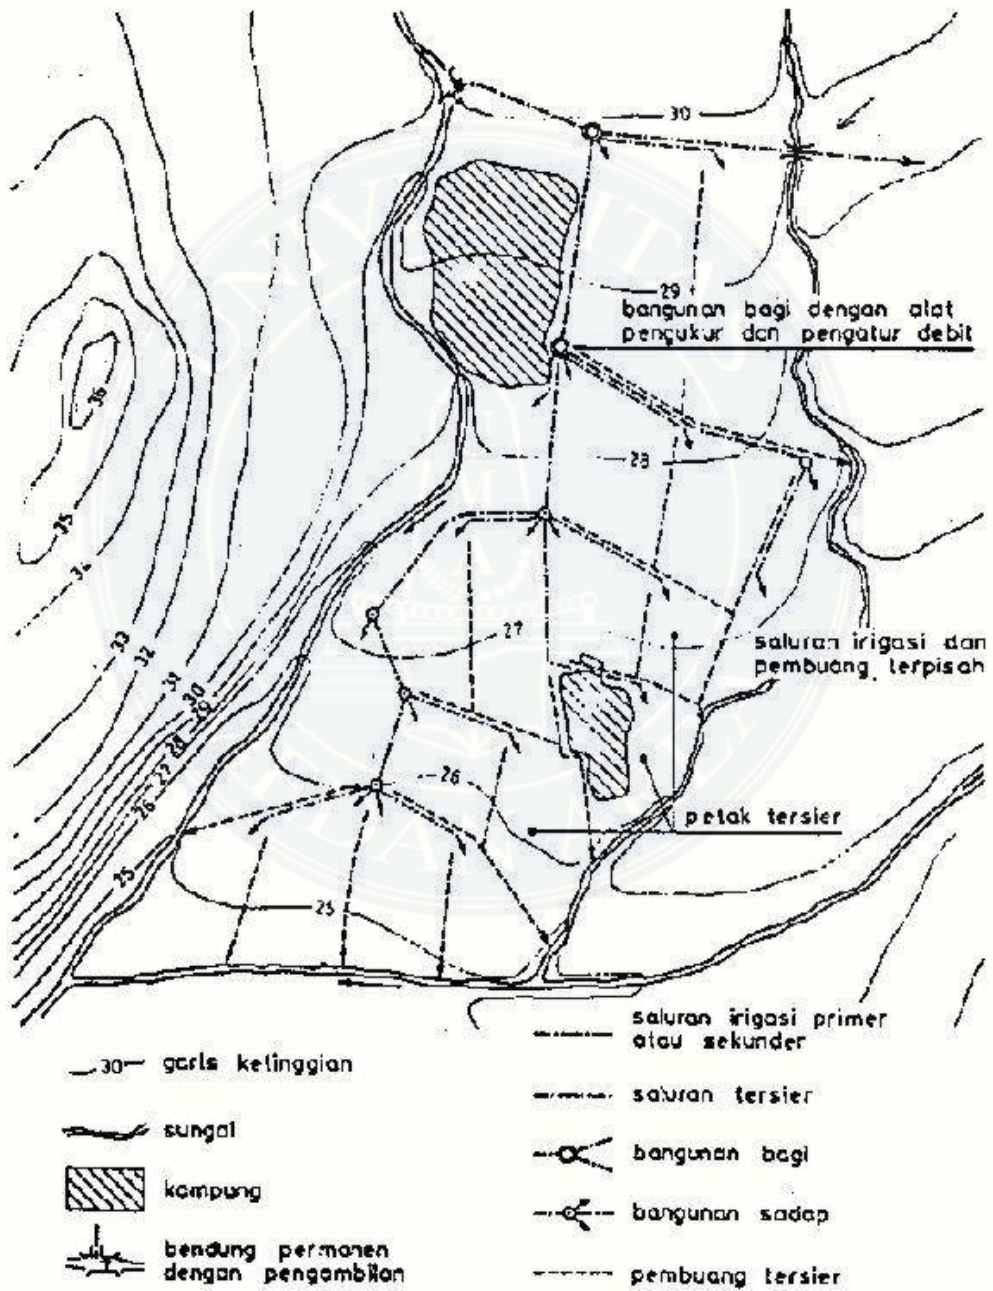 30
29
bangunan bagi dengan alat
pengukur dan pengatur debit
28
36
35
34
33
32
31
30
29
28
27
26
25
27
saluran irigasi dan
pembuang terpisah
26
petak tersier
25
30 garis ketinggian
sungai
kampung
bendung permanen
dengan pengambilan
saluran irigasi primer
atau sekunder
saluran tersier
bangunan bagi
bangunan sadap
pembuang tersier